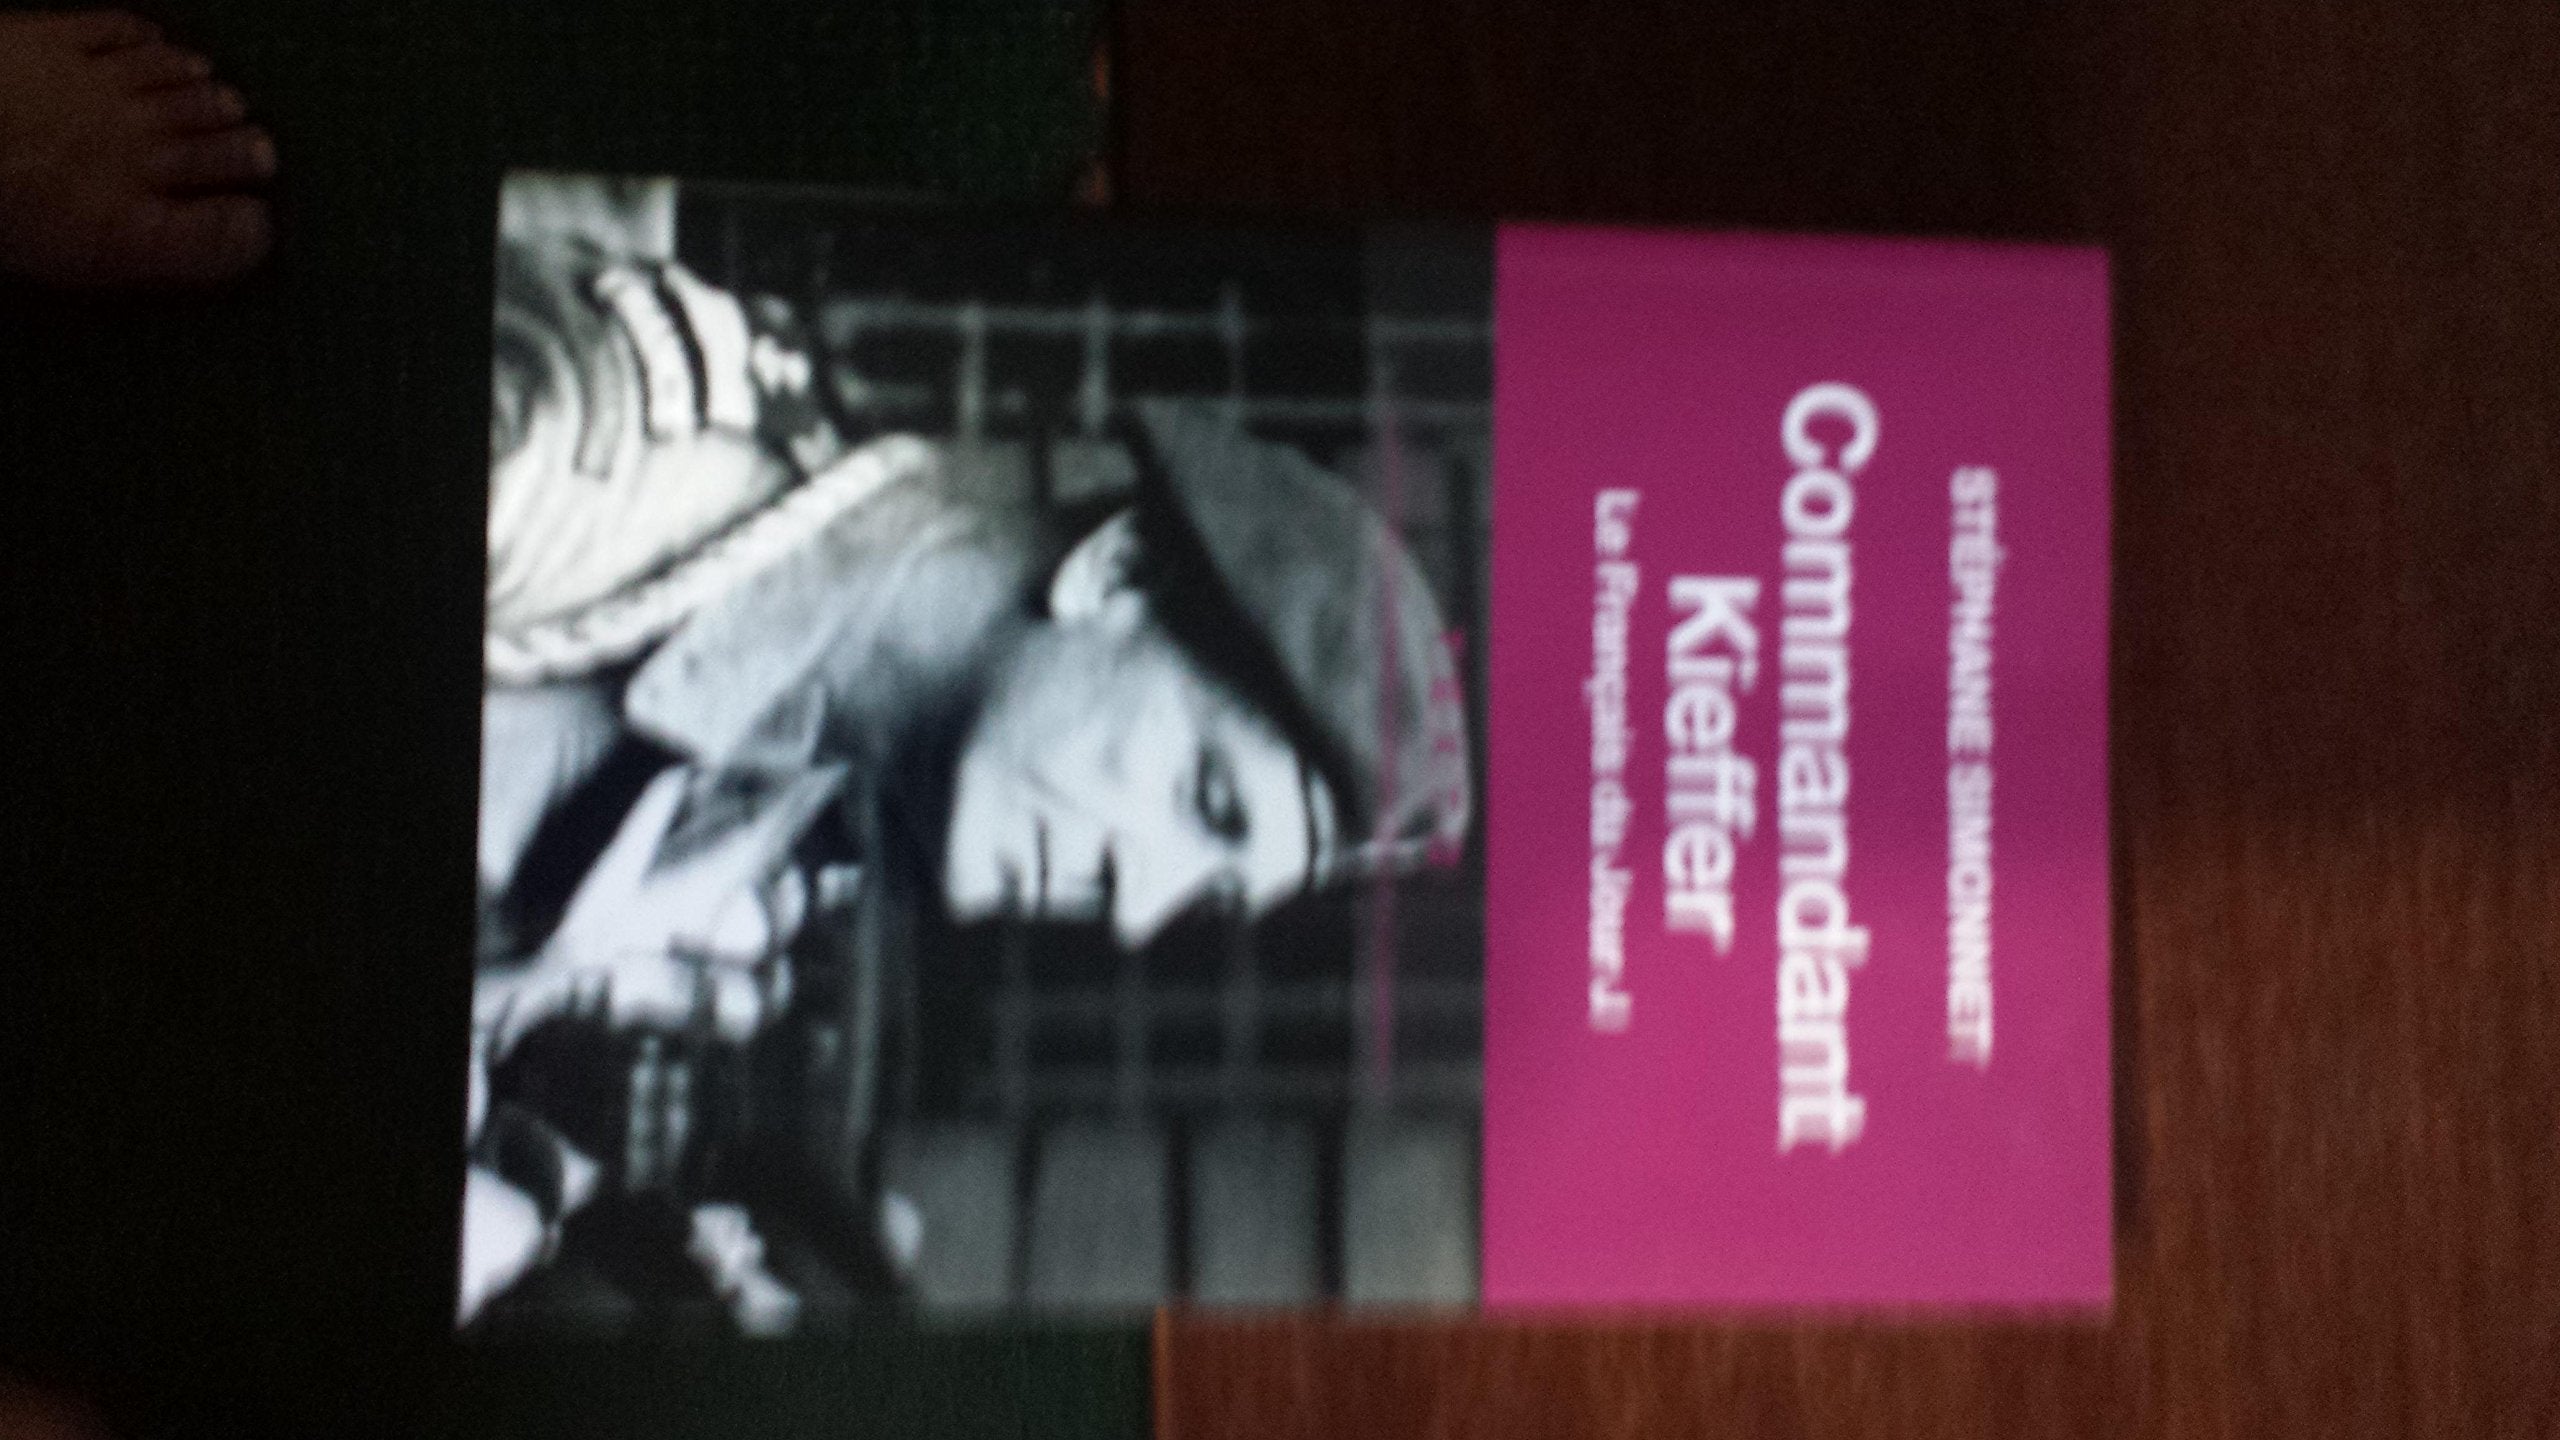 STÉPHANE SIMONNET
Commandant
Kieffer
Le Français du Jour J